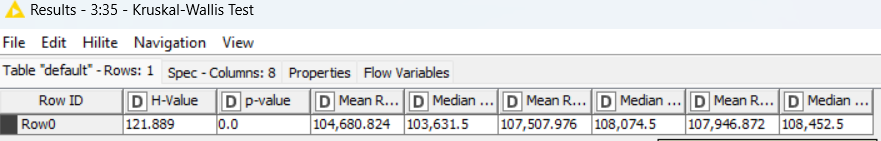 Results - 3:35 - Kruskal-Wallis Test
File Edit Hilite Navigation View
Table "default" - Rows: 1 Spec - Columns: 8 Properties Flow Variables
Row ID D H-Value D p-value D Mean R... D Median ... D Mean R... D Median ... D Mean R... D Median ...
Row0 121.889 0.0 104,680.824 103,631.5 107,507.976 108,074.5 107,946.872 108,452.5